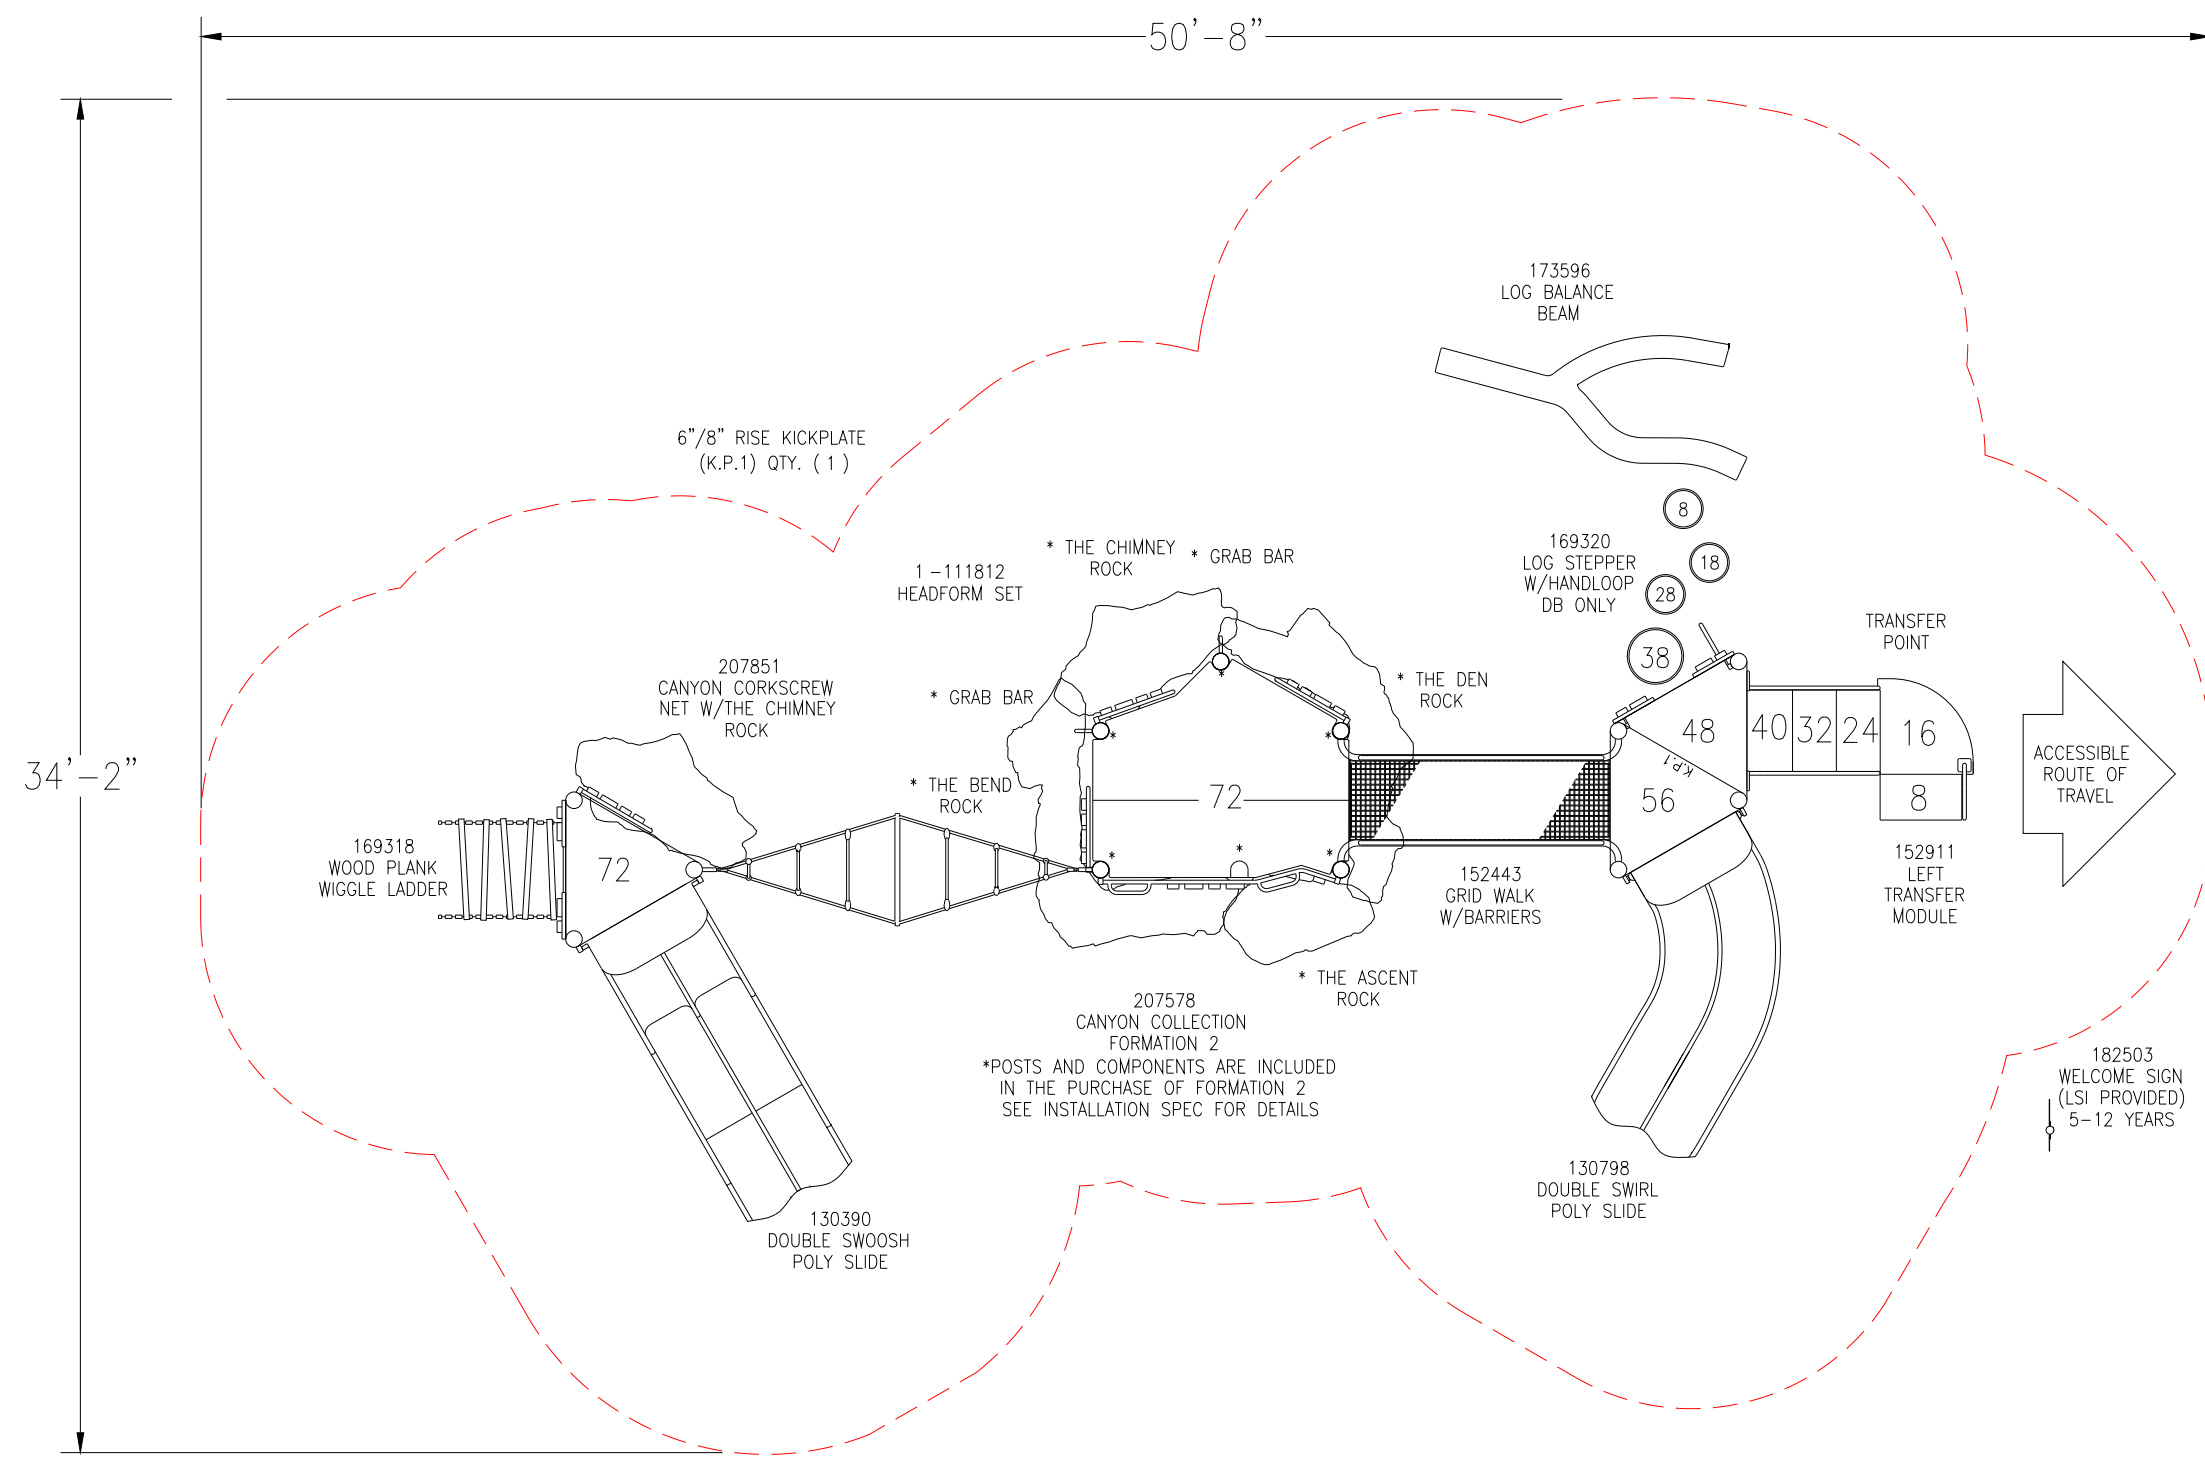 50'-8"
34'-2"
173596
LOG BALANCE
BEAM
6"/8" RISE KICKPLATE
(K.P.1) QTY. ( 1 )
8
18
28
38
169320
LOG STEPPER
W/HANDLOOP
DB ONLY
* THE CHIMNEY
ROCK
* GRAB BAR
1 -111812
HEADFORM SET
TRANSFER
POINT
207851
CANYON CORKSCREW
NET W/THE CHIMNEY
ROCK
* GRAB BAR
* THE DEN
ROCK
*
*
*
48
40
32
24
16
8
K.P.1
56
ACCESSIBLE
ROUTE OF
TRAVEL
* THE BEND
ROCK
72
*
*
*
169318
WOOD PLANK
WIGGLE LADDER
72
152443
GRID WALK
W/BARRIERS
152911
LEFT
TRANSFER
MODULE
* THE ASCENT
ROCK
207578
CANYON COLLECTION
FORMATION 2
*POSTS AND COMPONENTS ARE INCLUDED
IN THE PURCHASE OF FORMATION 2
SEE INSTALLATION SPEC FOR DETAILS
182503
WELCOME SIGN
(LSI PROVIDED)
5-12 YEARS
130798
DOUBLE SWIRL
POLY SLIDE
130390
DOUBLE SWOOSH
POLY SLIDE